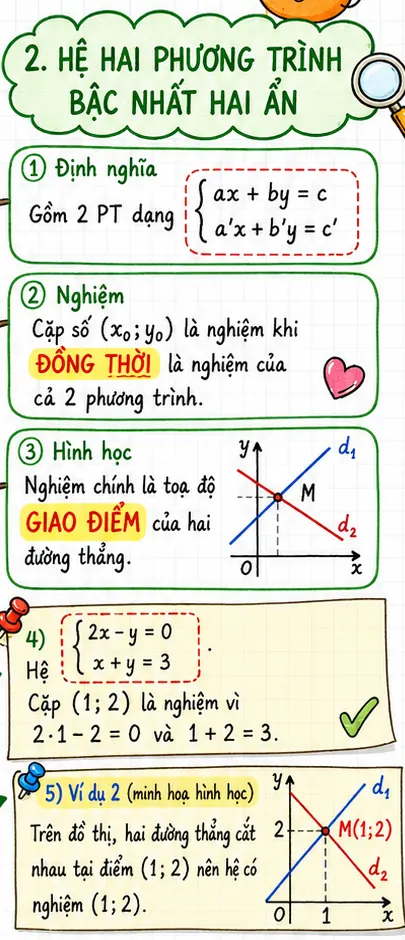 2. HỆ HAI PHƯƠNG TRÌNH
BẬC NHẤT HAI ẨN
① Định nghĩa
Gồm 2 PT dạng
ax + by = c
a'x + b'y = c'
② Nghiệm
Cặp số (x₀; y₀) là nghiệm khi
ĐỒNG THỜI là nghiệm của
cả 2 phương trình.
③ Hình học
Nghiệm chính là toạ độ
GIAO ĐIỂM của hai
đường thẳng.
y
d₁
M
d₂
O
x
4)
Hệ
2x - y = 0
x + y = 3
.
Cặp (1; 2) là nghiệm vì
2·1 - 2 = 0 và 1 + 2 = 3.
5) Ví dụ 2 (minh hoạ hình học)
Trên đồ thị, hai đường thẳng cắt
nhau tại điểm (1; 2) nên hệ có
nghiệm (1; 2).
y
d₁
2
M(1;2)
d₂
O
1
x